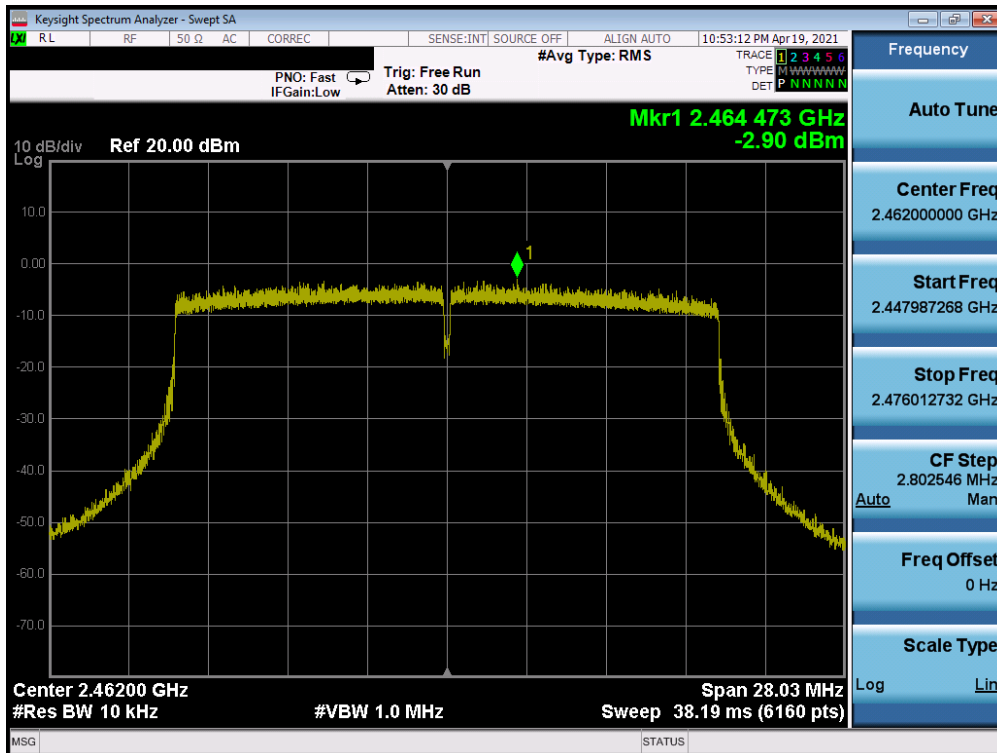 Keysight Spectrum Analyzer - Swept SA
LXI RL RF 50 Ω AC CORREC SENSE:INT SOURCE OFF ALIGN AUTO 10:53:12 PM Apr 19, 2021
#Avg Type: RMS
TRACE 1 2 3 4 5 6
PNO: Fast Trig: Free Run
TYPE M WWWWW
IFGain:Low Atten: 30 dB
DET P N N N N N
Mkr1 2.464 473 GHz
-2.90 dBm
10 dB/div Ref 20.00 dBm
Log
10.0
1
0.00
-10.0
-20.0
-30.0
-40.0
-50.0
-60.0
-70.0
Center 2.46200 GHz Span 28.03 MHz
#Res BW 10 kHz #VBW 1.0 MHz Sweep 38.19 ms (6160 pts)
MSG STATUS
Frequency
Auto Tune
Center Freq
2.462000000 GHz
Start Freq
2.447987268 GHz
Stop Freq
2.476012732 GHz
CF Step
2.802546 MHz
Auto Man
Freq Offset
0 Hz
Scale Type
Log Lin